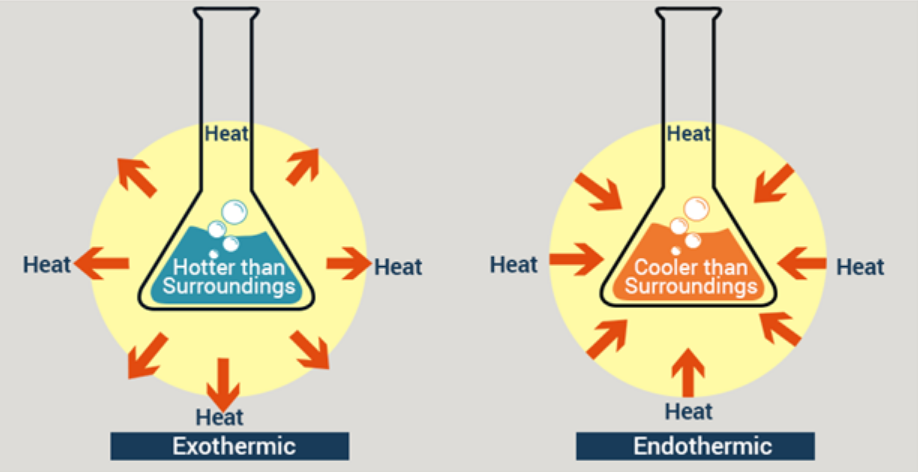 Heat
Heat
Hotter than
Surroundings
Heat
Heat
Exothermic
Heat
Heat
Cooler than
Surroundings
Heat
Heat
Endothermic